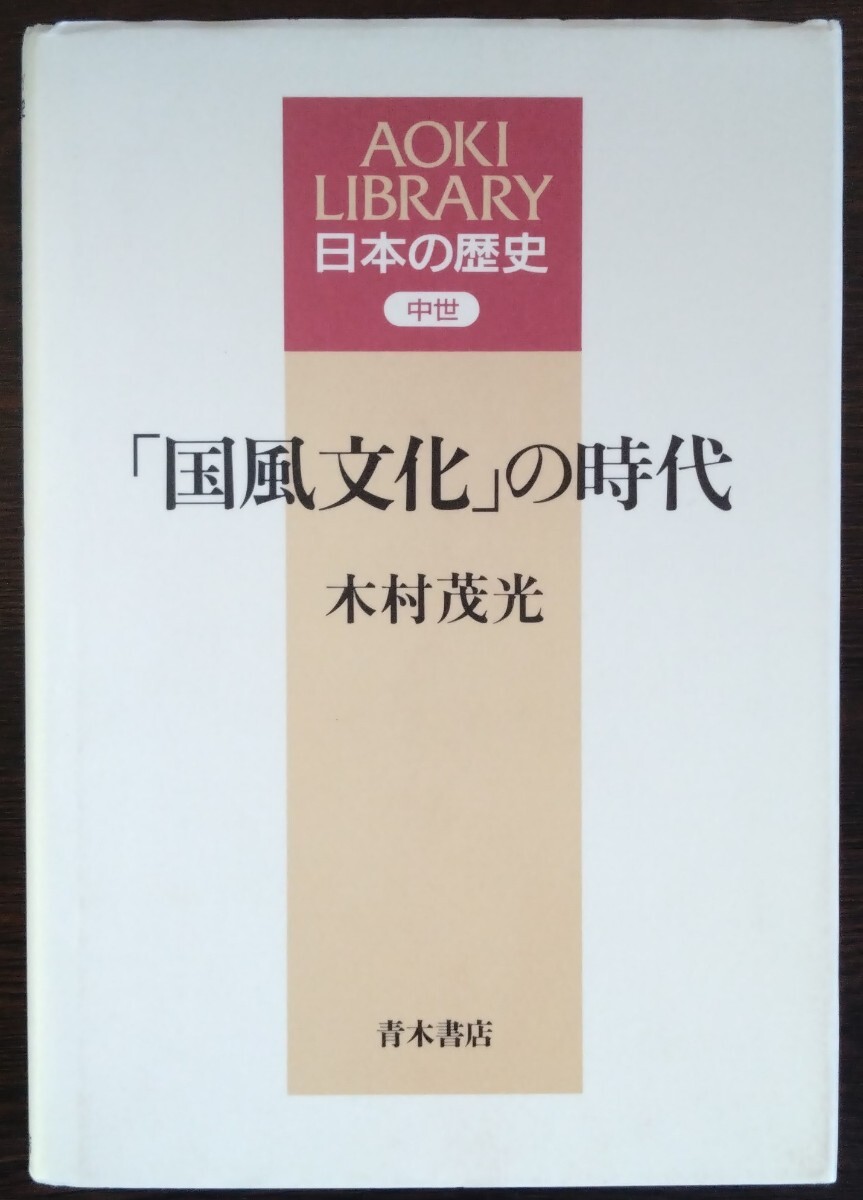 AOKI
LIBRARY
日本の歴史
中世
「国風文化」の時代
木村茂光
青木書店